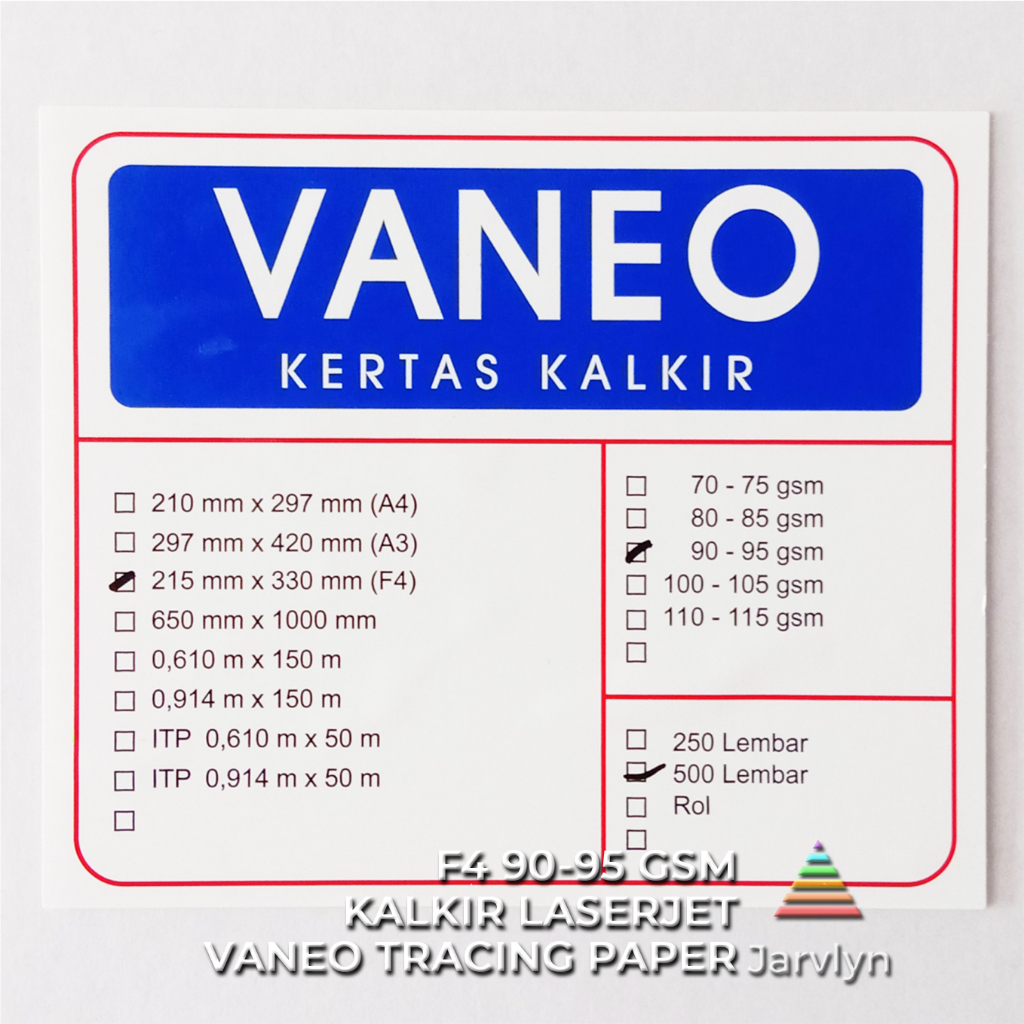 VANEO
KERTAS KALKIR
210 mm x 297 mm (A4)
297 mm x 420 mm (A3)
215 mm x 330 mm (F4)
650 mm x 1000 mm
0,610 m x 150 m
0,914 m x 150 m
ITP 0,610 m x 50 m
ITP 0,914 m x 50 m
70 - 75 gsm
80 - 85 gsm
90 - 95 gsm
100 - 105 gsm
110 - 115 gsm
250 Lembar
500 Lembar
Rol
F4 90-95 GSM
KALKIR LASERJET
VANEO TRACING PAPER
Jarvlyn